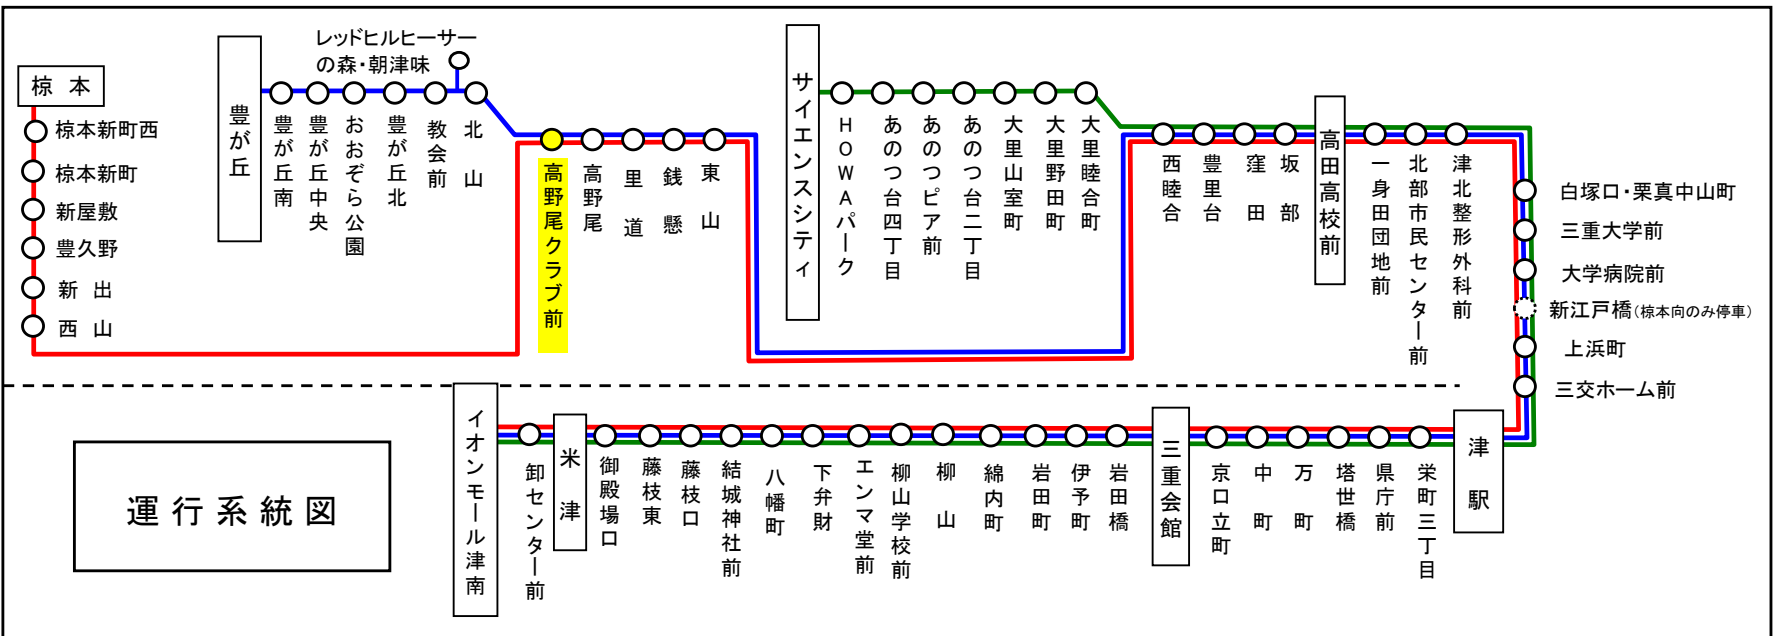 椋本
椋本新町西
椋本新町
新屋敷
豊久野
新出
西山
豊が丘
豊が丘南
豊が丘中央
おおぞら公園
豊が丘北
教会前
レッドヒルヒーサー
の森・朝津味
北山
高野尾クラブ前
高野尾
里道
銭懸
東山
サイエンスシティ
HOWAパーク
あのつ台四丁目
あのつピア前
あのつ台二丁目
大里山室町
大里野田町
大里睦合町
西睦合
豊里台
窪田
坂部
高田高校前
一身田団地前
北部市民センター前
津北整形外科前
白塚口・栗真中山町
三重大学前
大学病院前
新江戸橋(椋本向のみ停車)
上浜町
三交ホーム前
運行系統図
イオンモール津南
卸センター前
米津
御殿場口
藤枝東
藤枝口
結城神社前
八幡町
下弁財
エンマ堂前
柳山学校前
柳山
綿内町
岩田町
伊予町
岩田橋
三重会館
京口立町
中町
万町
塔世橋
県庁前
栄町三丁目
津駅